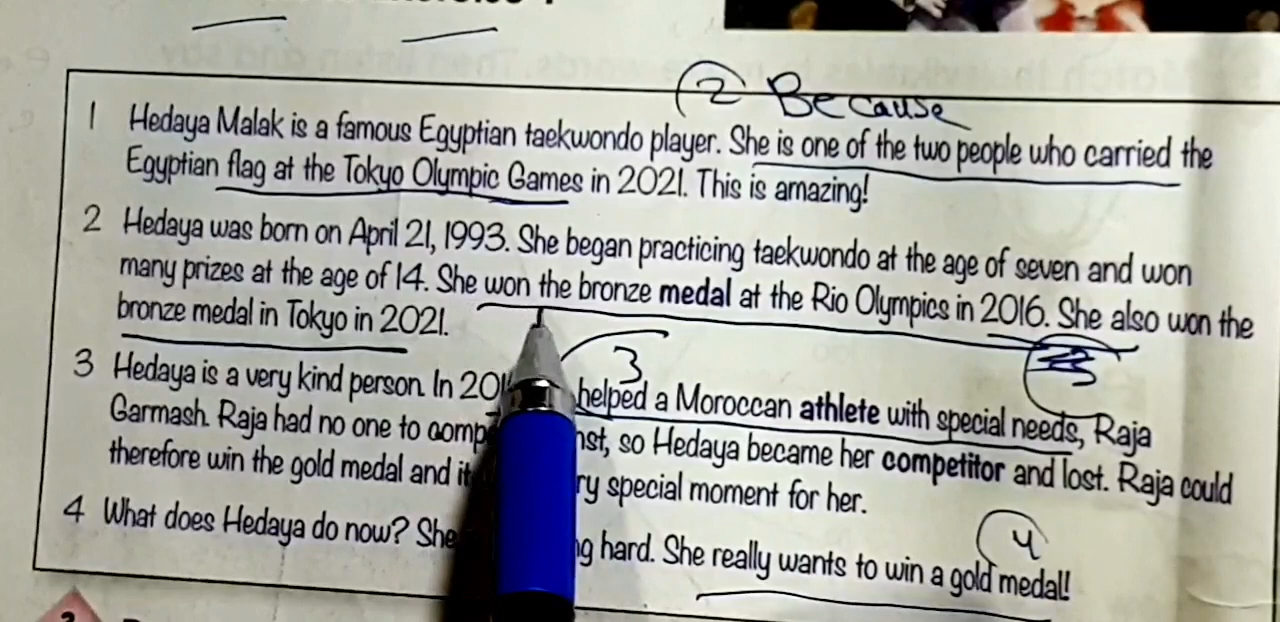 2 Because
1 Hedaya Malak is a famous Egyptian taekwondo player. She is one of the two people who carried the
Egyptian flag at the Tokyo Olympic Games in 2021. This is amazing!
2 Hedaya was born on April 21, 1993. She began practicing taekwondo at the age of seven and won
many prizes at the age of 14. She won the bronze medal at the Rio Olympics in 2016. She also won the
bronze medal in Tokyo in 2021.
3
3 Hedaya is a very kind person. In helped a Moroccan athlete with special needs, Raja
Garmash. Raja had no one to so Hedaya became her competitor and lost. Raja could
therefore win the gold medal and special moment for her.
4
4 What does Hedaya do now? She hard. She really wants to win a gold medal!